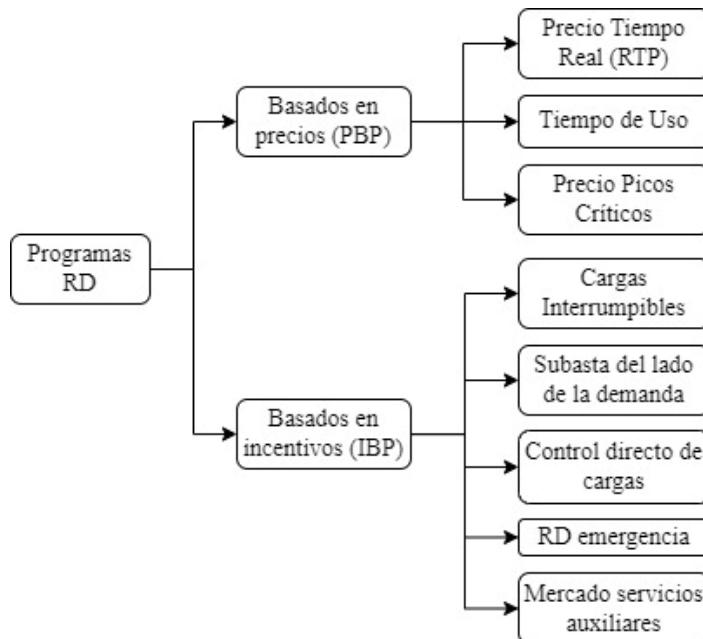 Programas
RD
Basados en
precios (PBP)
Precio Tiempo
Real (RTP)
Tiempo de Uso
Precio Picos
Críticos
Basados en
incentivos (IBP)
Cargas
Interrumpibles
Subasta del lado
de la demanda
Control directo de
cargas
RD emergencia
Mercado servicios
auxiliares